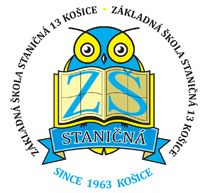 ZÁKLADNÁ ŠKOLA STANIČNÁ 13 KOŠICE • ZÁKLADNÁ ŠKOLA STANIČNÁ 13 KOŠICE
ZŠ
STANIČNÁ
SINCE 1963 KOŠICE